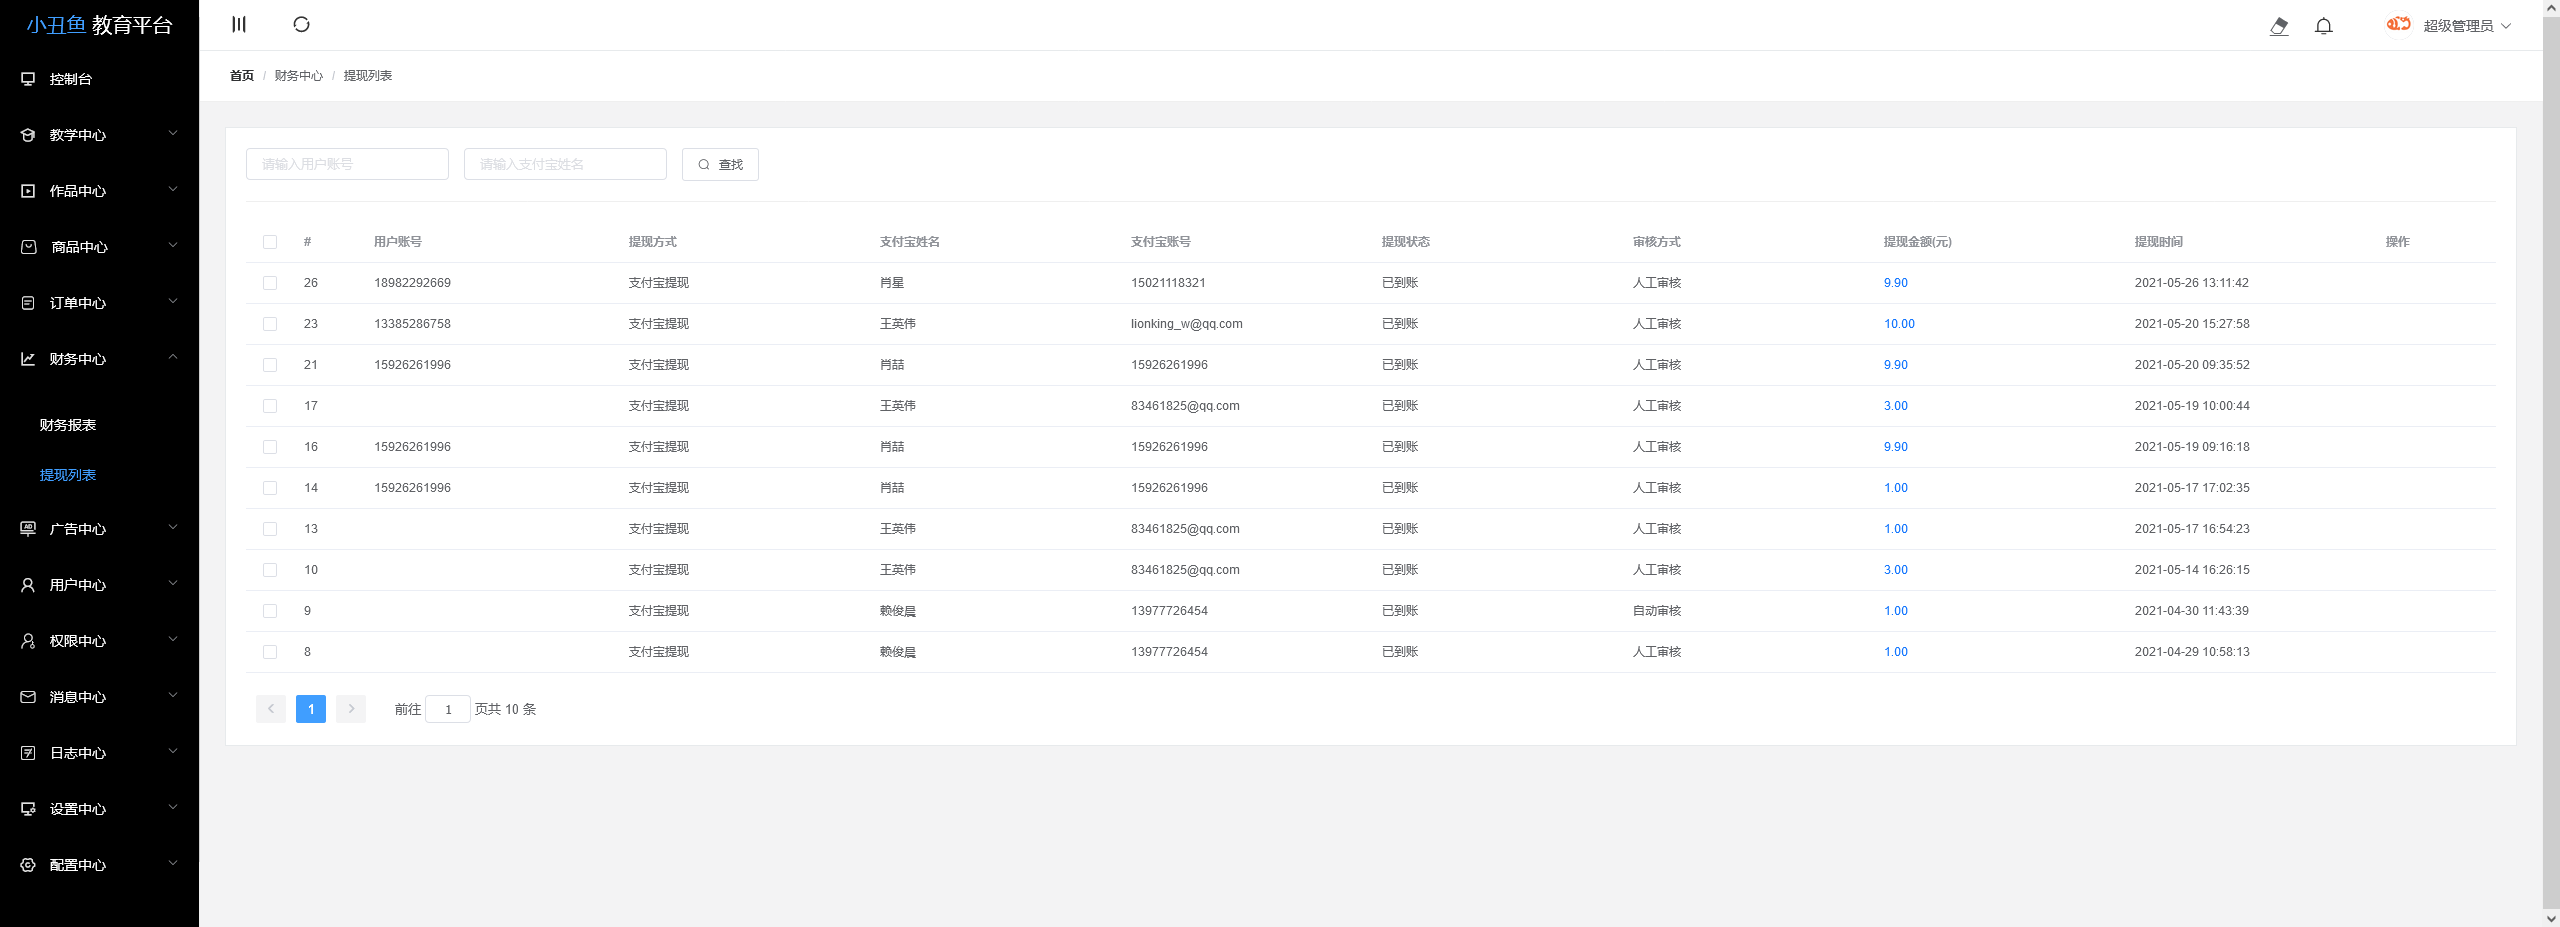 小丑鱼 教育平台
控制台
教学中心
作品中心
商品中心
订单中心
财务中心
财务报表
提现列表
广告中心
用户中心
权限中心
消息中心
日志中心
设置中心
配置中心
超级管理员
首页 / 财务中心 / 提现列表
请输入用户账号 请输入支付宝姓名 查找
# 用户账号 提现方式 支付宝姓名 支付宝账号 提现状态 审核方式 提现金额(元) 提现时间 操作
26 18982292669 支付宝提现 肖星 15021118321 已到账 人工审核 9.90 2021-05-26 13:11:42
23 13385286758 支付宝提现 王英伟 lionking_w@qq.com 已到账 人工审核 10.00 2021-05-20 15:27:58
21 15926261996 支付宝提现 肖喆 15926261996 已到账 人工审核 9.90 2021-05-20 09:35:52
17 支付宝提现 王英伟 83461825@qq.com 已到账 人工审核 3.00 2021-05-19 10:00:44
16 15926261996 支付宝提现 肖喆 15926261996 已到账 人工审核 9.90 2021-05-19 09:16:18
14 15926261996 支付宝提现 肖喆 15926261996 已到账 人工审核 1.00 2021-05-17 17:02:35
13 支付宝提现 王英伟 83461825@qq.com 已到账 人工审核 1.00 2021-05-17 16:54:23
10 支付宝提现 王英伟 83461825@qq.com 已到账 人工审核 3.00 2021-05-14 16:26:15
9 支付宝提现 赖俊晨 13977726454 已到账 自动审核 1.00 2021-04-30 11:43:39
8 支付宝提现 赖俊晨 13977726454 已到账 人工审核 1.00 2021-04-29 10:58:13
1 前往 1 页共 10 条